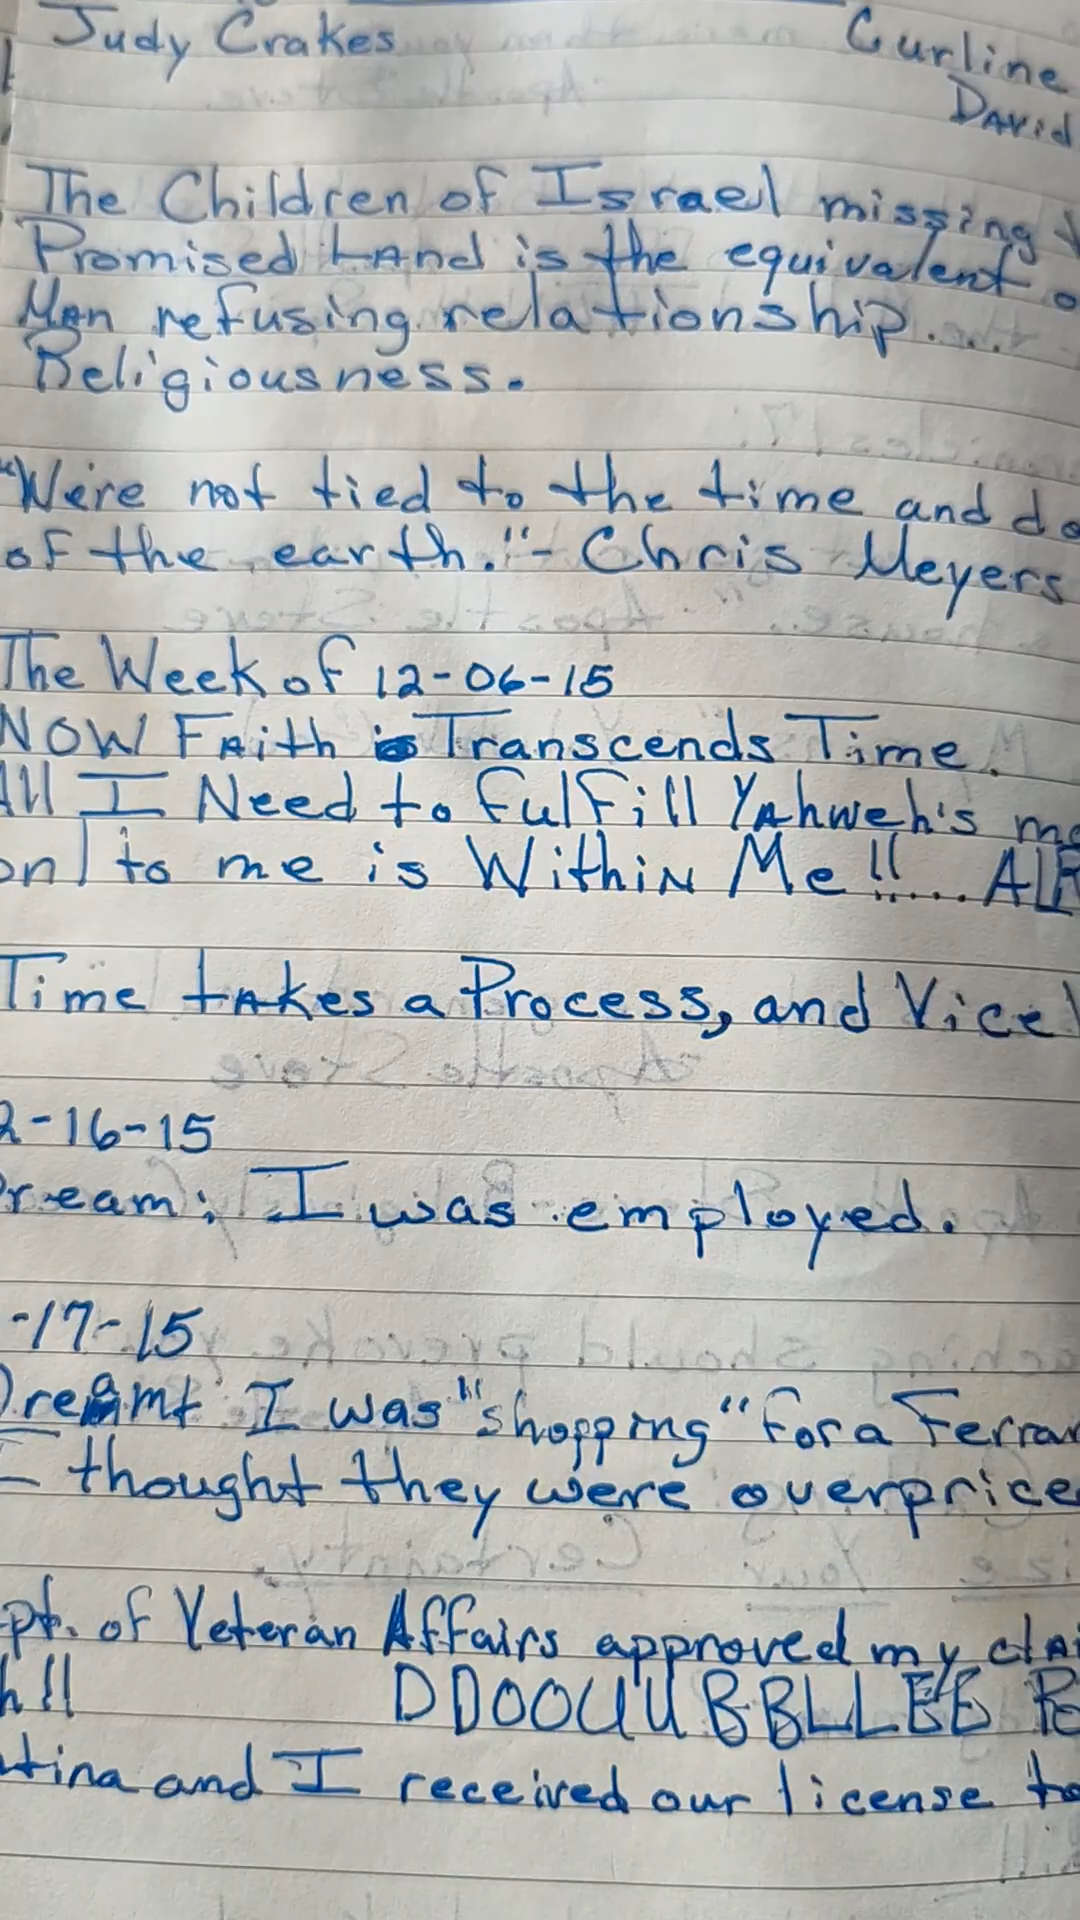 Judy Crakes Curline
David
The Children of Israel missing
Promised LAnd is the equivalent
Man refusing relationship....
Religiousness.
"We're not tied to the time and
of the earth." - Chris Meyers
The Week of 12-06-15
NOW FAith Transcends Time.
All I Need to fulfill YAhweh's
to me is WithiN Me!!.....
Time tAkes a Process, and Vice
-16-15
Dream; I was employed.
-17-15
Dreamt I was "shopping" for a
I thought they were
of Veteran Affairs approved my
!! DDOOUUBBLLEE
and I received our license